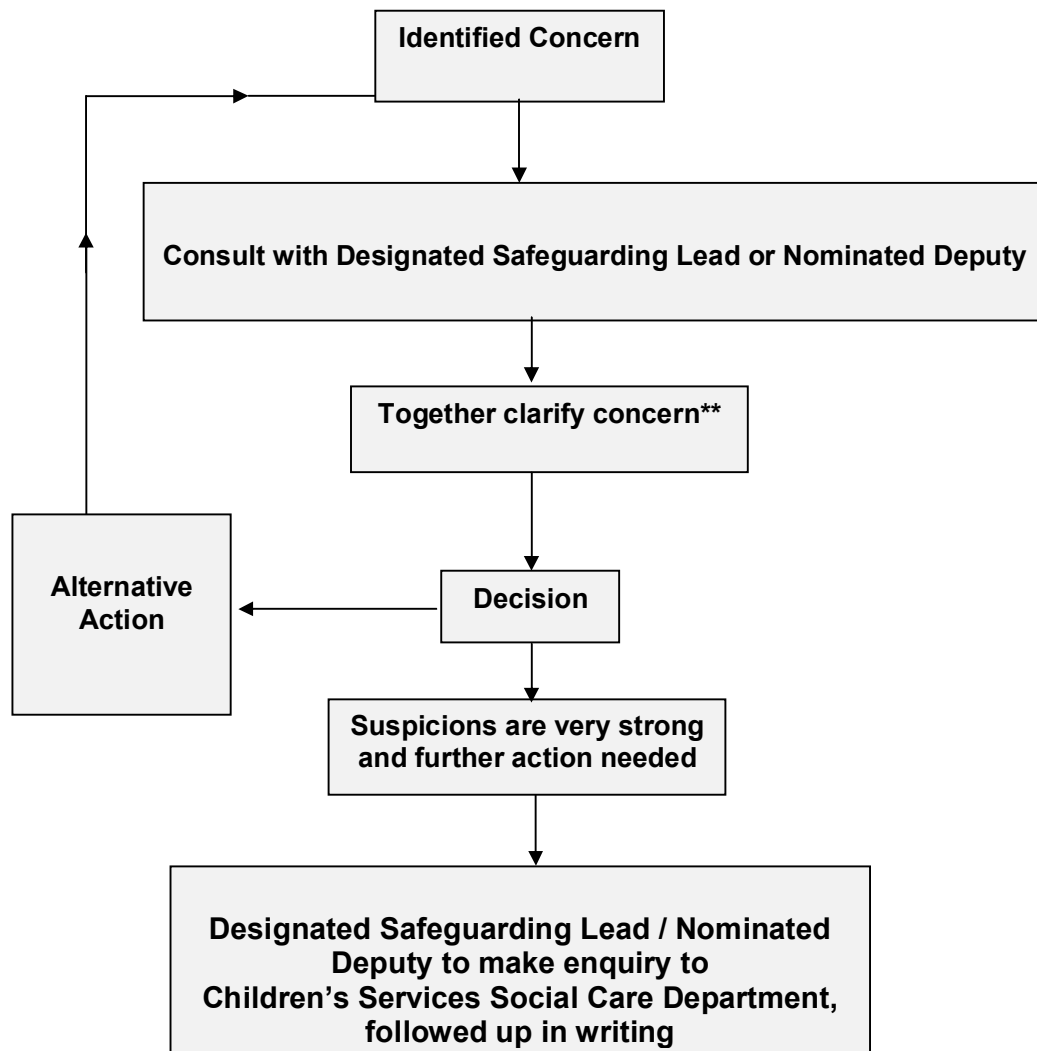 Identified Concern
Consult with Designated Safeguarding Lead or Nominated Deputy
Together clarify concern**
Alternative
Action
Decision
Suspicions are very strong
and further action needed
Designated Safeguarding Lead / Nominated
Deputy to make enquiry to
Children’s Services Social Care Department,
followed up in writing